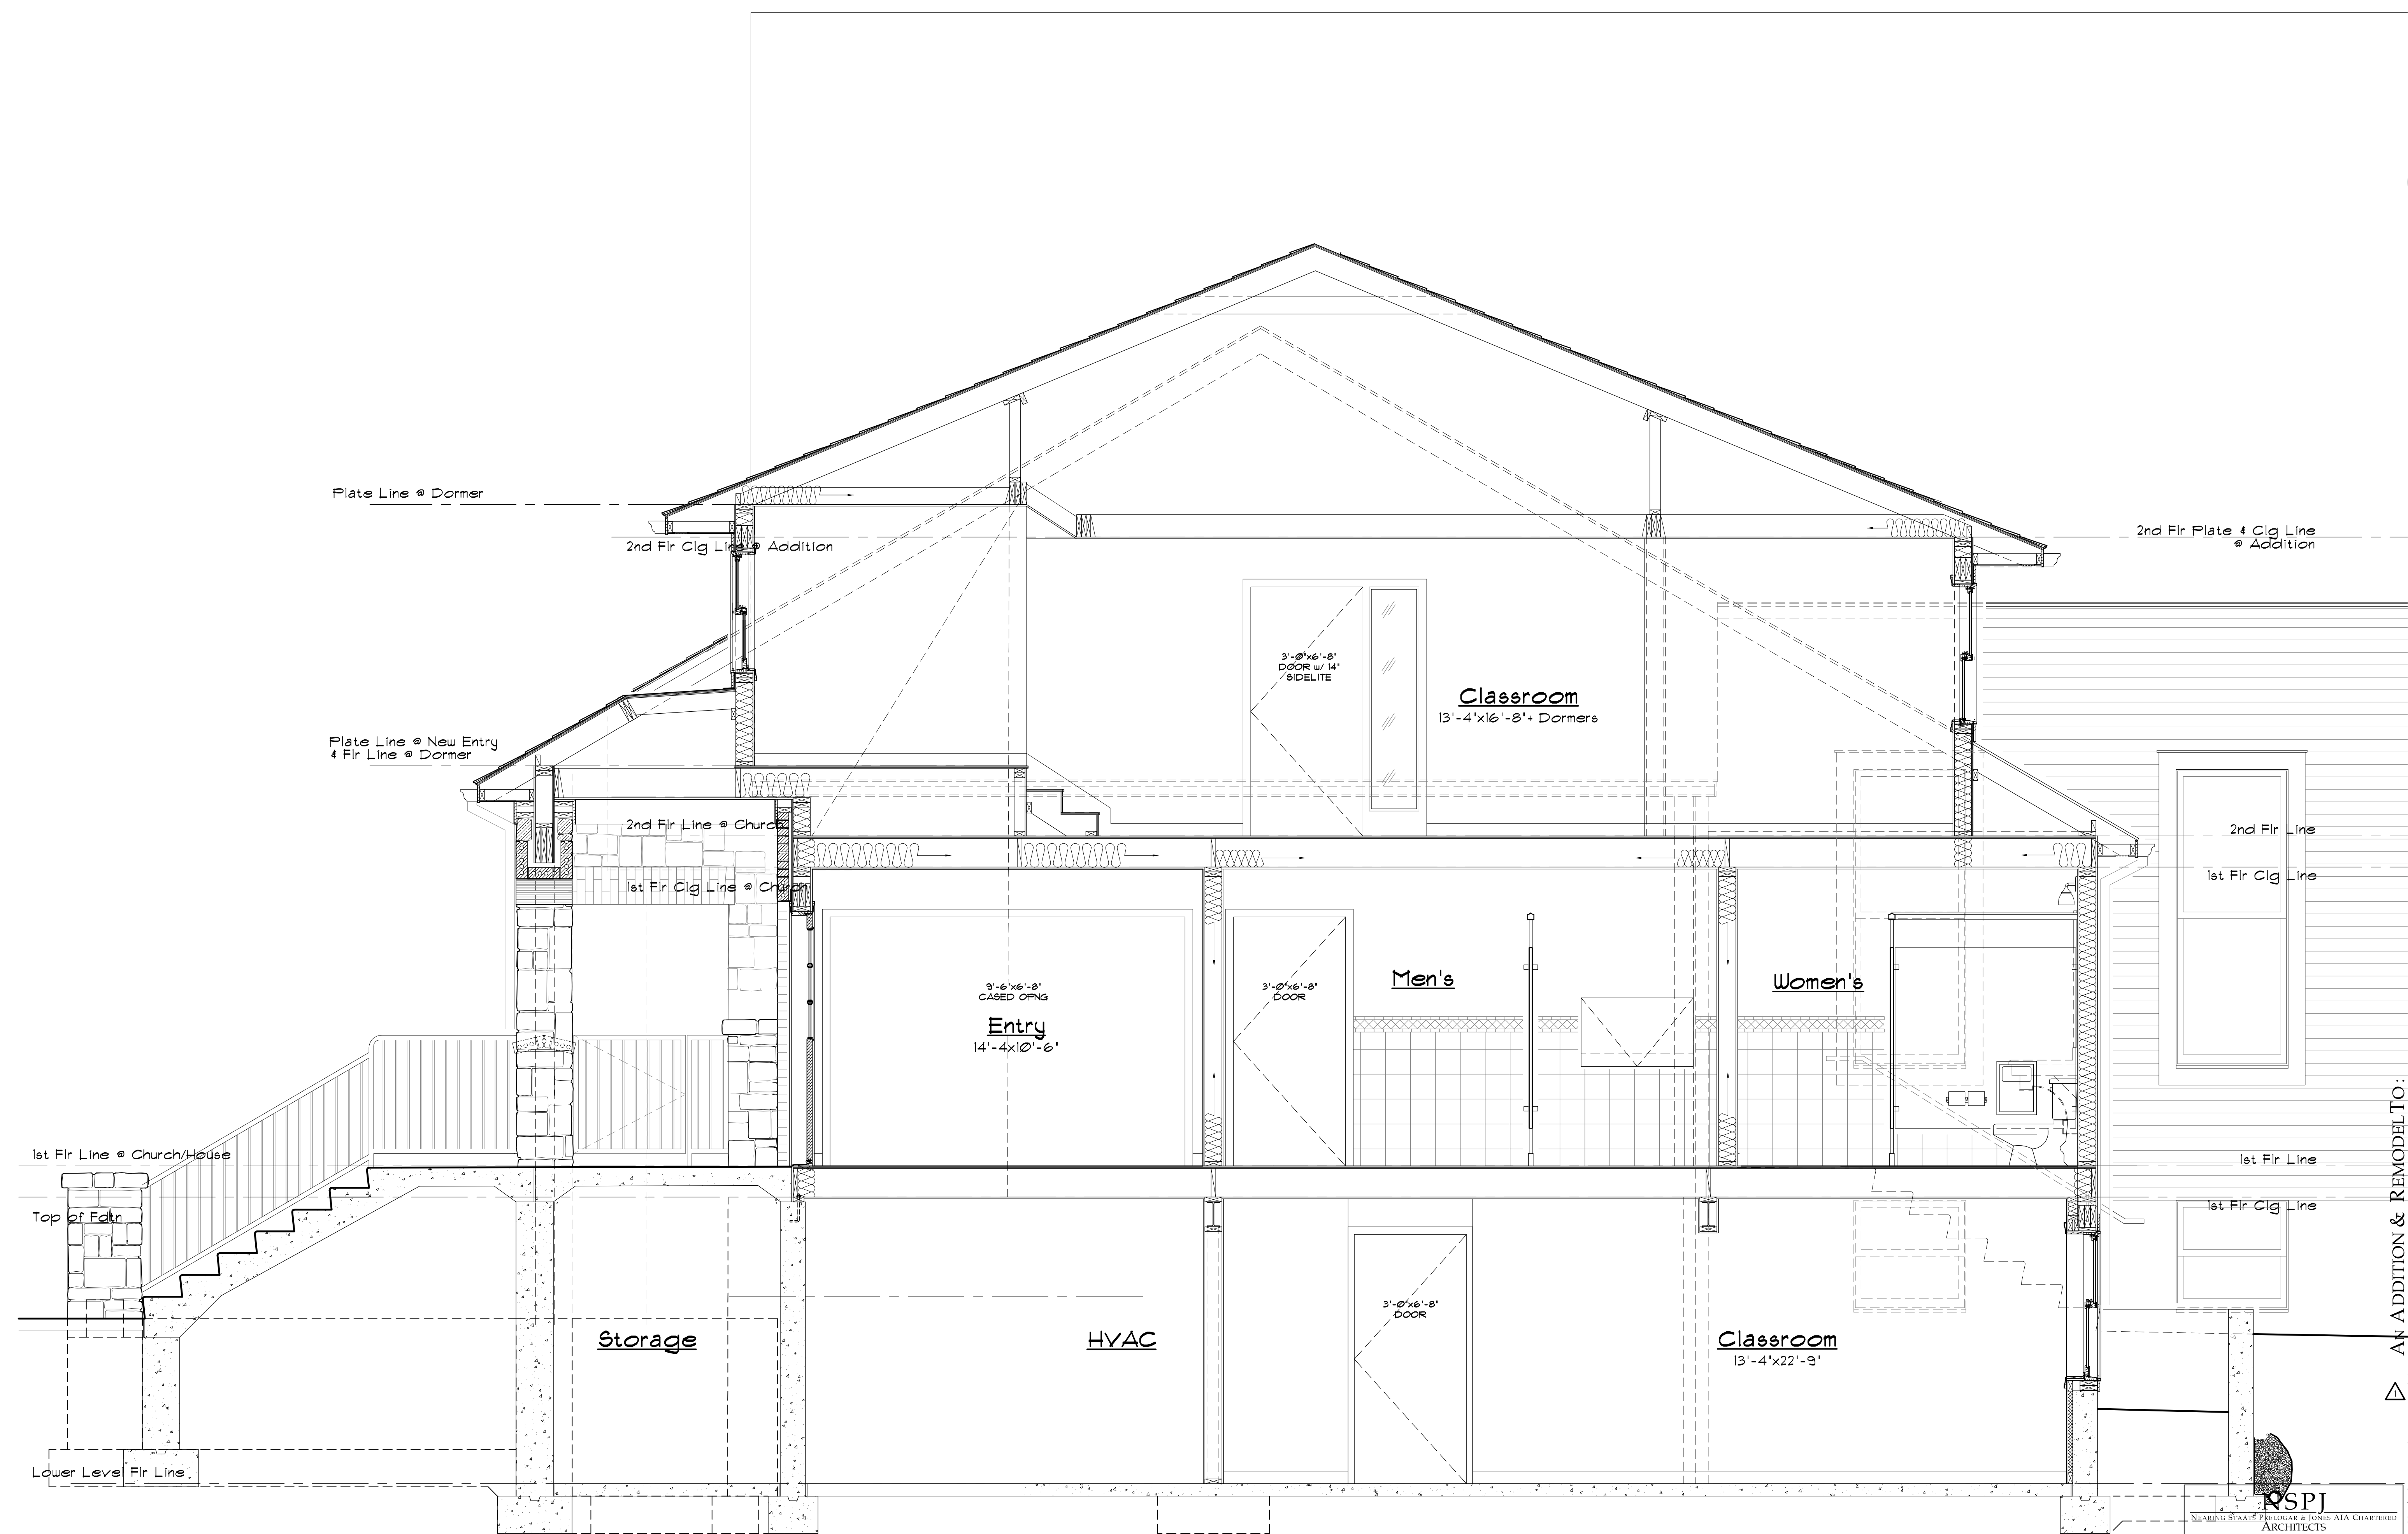 Plate Line @ Dormer
2nd Flr Clg Line @ Addition
2nd Flr Plate & Clg Line
@ Addition
3'-0"x6'-8"
DOOR w/ 14"
SIDELITE
Classroom
13'-4"x16'-8"+ Dormers
Plate Line @ New Entry
& Flr Line @ Dormer
2nd Flr Line @ Church
2nd Flr Line
1st Flr Clg Line @ Church
1st Flr Clg Line
9'-6"x6'-8"
CASED OPNG
Entry
14'-4x10'-6"
3'-0"x6'-8"
DOOR
Men's
Women's
1st Flr Line @ Church/House
1st Flr Line
Top of Fdtn
1st Flr Clg Line
Storage
HVAC
3'-0"x6'-8"
DOOR
Classroom
13'-4"x22'-9"
Lower Level Flr Line
AN ADDITION & REMODEL TO:
1
NSPJ
NEARING STAATS PRELOGAR & JONES AIA CHARTERED
ARCHITECTS